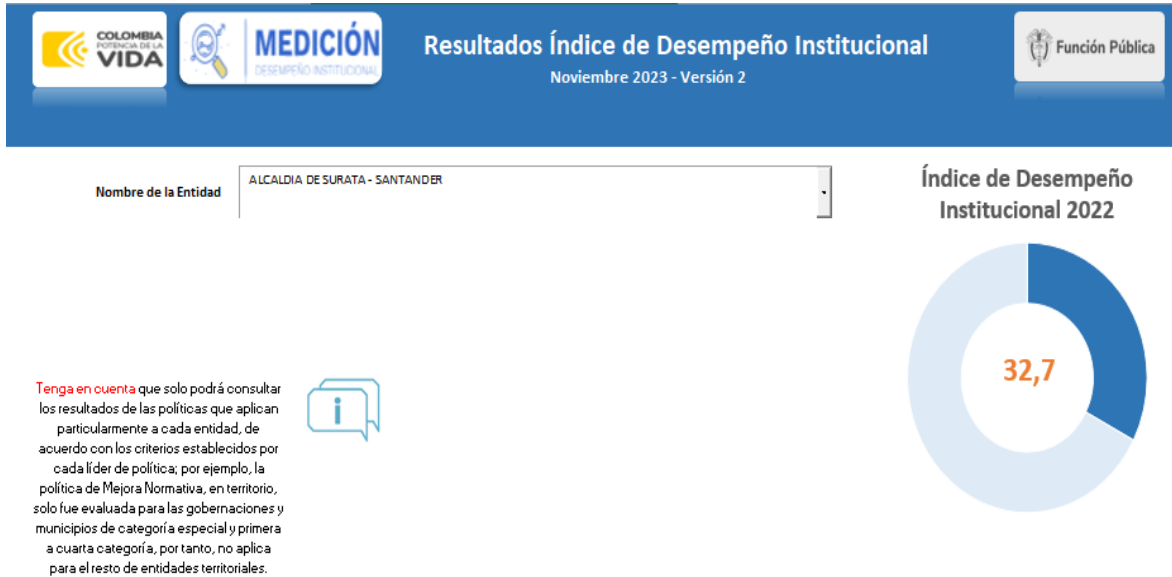 COLOMBIA
POTENCIA DE LA
VIDA
MEDICIÓN
DESEMPEÑO INSTITUCIONAL
Resultados Índice de Desempeño Institucional
Noviembre 2023 - Versión 2
Función Pública
Nombre de la Entidad
ALCALDIA DE SURATA - SANTANDER
Índice de Desempeño
Institucional 2022
32,7
Tenga en cuenta que solo podrá consultar
los resultados de las políticas que aplican
particularmente a cada entidad, de
acuerdo con los criterios establecidos por
cada líder de política; por ejemplo, la
política de Mejora Normativa, en territorio,
solo fue evaluada para las gobernaciones y
municipios de categoría especial y primera
a cuarta categoría, por tanto, no aplica
para el resto de entidades territoriales.
i